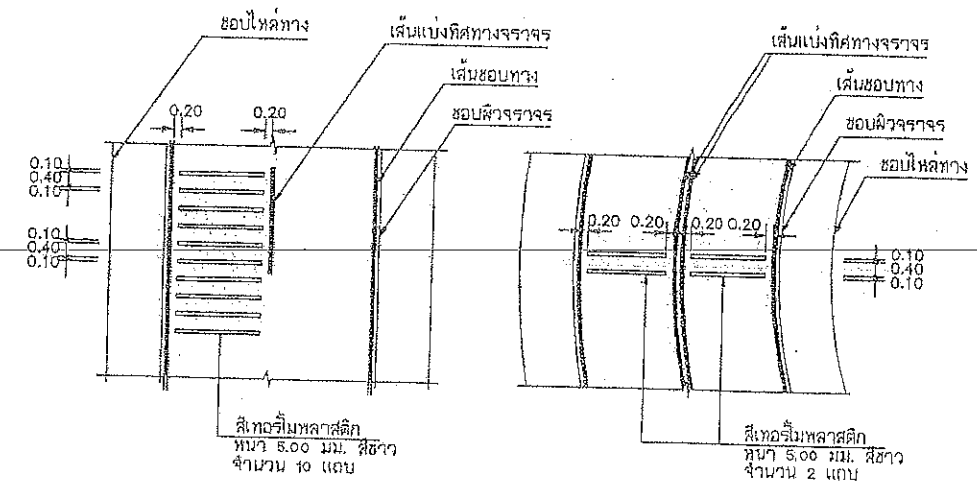 ขอบไหล่ทาง
เส้นแบ่งทิศทางจราจร
เส้นขอบทาง
ขอบผิวจราจร
0.20
0.20
0.10
0.40
0.10
0.10
0.40
0.10
สีเทอร์โมพลาสติก
หนา 5.00 มม. สีขาว
จำนวน 10 แถบ
เส้นแบ่งทิศทางจราจร
เส้นขอบทาง
ขอบผิวจราจร
ขอบไหล่ทาง
0.20 0.20 0.20 0.20
0.10
0.40
0.10
สีเทอร์โมพลาสติก
หนา 5.00 มม. สีขาว
จำนวน 2 แถบ